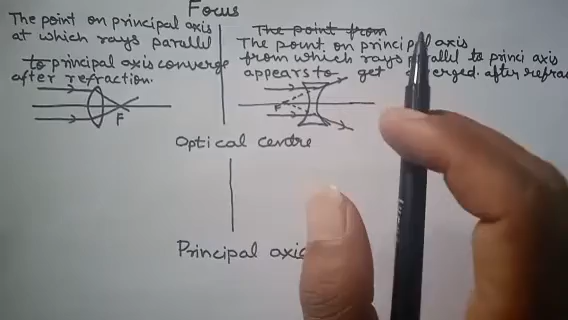 Focus
The point on principal axis
at which rays parallel
to principal axis converge
after refraction.
F
The point from
The point on principal axis
from which rays parallel to princi axis
appears to get after refrac
F
Optical centre
Principal axis